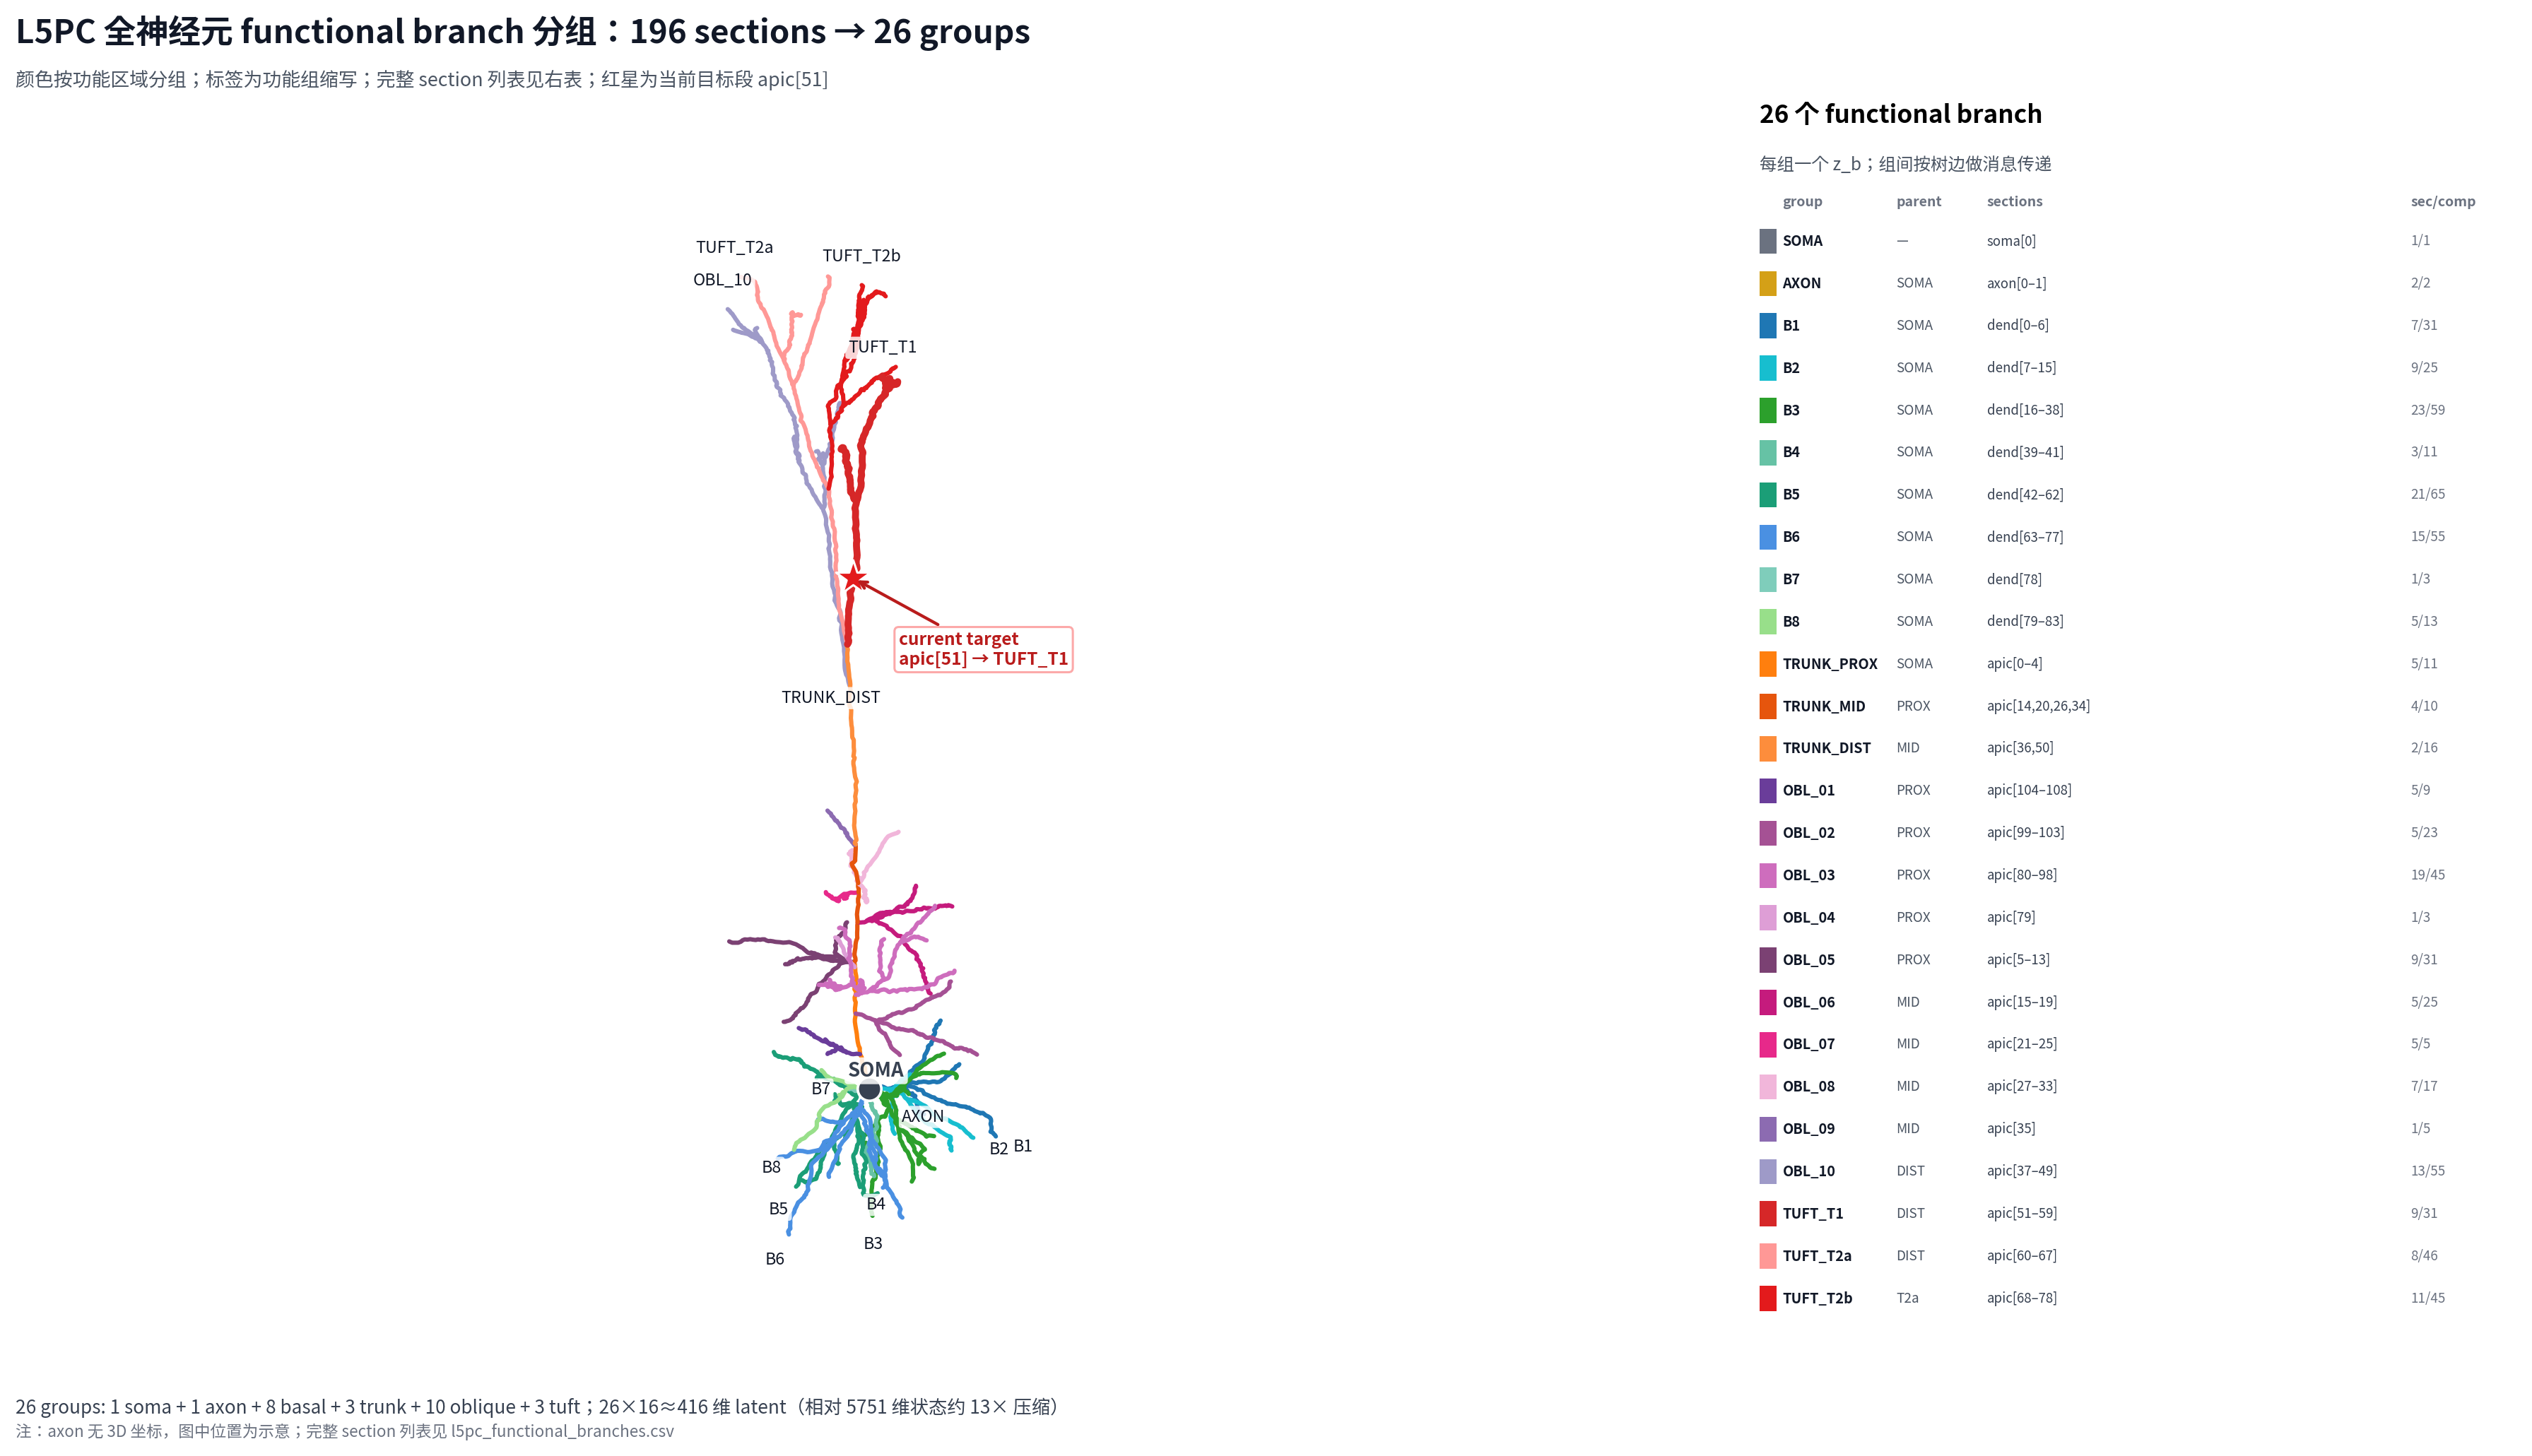 L5PC 全神经元 functional branch 分组：196 sections → 26 groups
颜色按功能区域分组；标签为功能组缩写；完整 section 列表见右表；红星为当前目标段 apic[51]
TUFT_T2a
TUFT_T2b
OBL_10
TUFT_T1
current target
apic[51] → TUFT_T1
TRUNK_DIST
SOMA
B7
AXON
B2 B1
B8
B4
B5
B3
B6
26 个 functional branch
每组一个 z_b；组间按树边做消息传递
group parent sections sec/comp
SOMA — soma[0] 1/1
AXON SOMA axon[0–1] 2/2
B1 SOMA dend[0–6] 7/31
B2 SOMA dend[7–15] 9/25
B3 SOMA dend[16–38] 23/59
B4 SOMA dend[39–41] 3/11
B5 SOMA dend[42–62] 21/65
B6 SOMA dend[63–77] 15/55
B7 SOMA dend[78] 1/3
B8 SOMA dend[79–83] 5/13
TRUNK_PROX SOMA apic[0–4] 5/11
TRUNK_MID PROX apic[14,20,26,34] 4/10
TRUNK_DIST MID apic[36,50] 2/16
OBL_01 PROX apic[104–108] 5/9
OBL_02 PROX apic[99–103] 5/23
OBL_03 PROX apic[80–98] 19/45
OBL_04 PROX apic[79] 1/3
OBL_05 PROX apic[5–13] 9/31
OBL_06 MID apic[15–19] 5/25
OBL_07 MID apic[21–25] 5/5
OBL_08 MID apic[27–33] 7/17
OBL_09 MID apic[35] 1/5
OBL_10 DIST apic[37–49] 13/55
TUFT_T1 DIST apic[51–59] 9/31
TUFT_T2a DIST apic[60–67] 8/46
TUFT_T2b T2a apic[68–78] 11/45
26 groups: 1 soma + 1 axon + 8 basal + 3 trunk + 10 oblique + 3 tuft；26×16≈416 维 latent（相对 5751 维状态约 13× 压缩）
注：axon 无 3D 坐标，图中位置为示意；完整 section 列表见 l5pc_functional_branches.csv